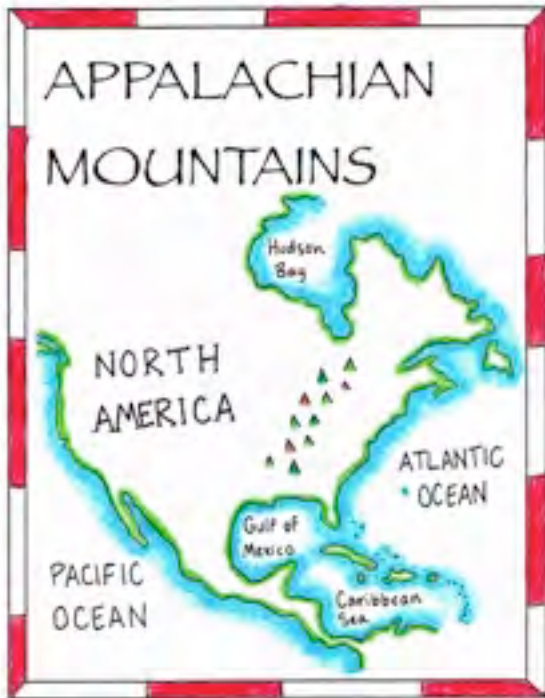 APPALACHIAN
MOUNTAINS
Hudson
Bay
NORTH
AMERICA
ATLANTIC
OCEAN
Gulf of
Mexico
PACIFIC
OCEAN
Caribbean
Sea